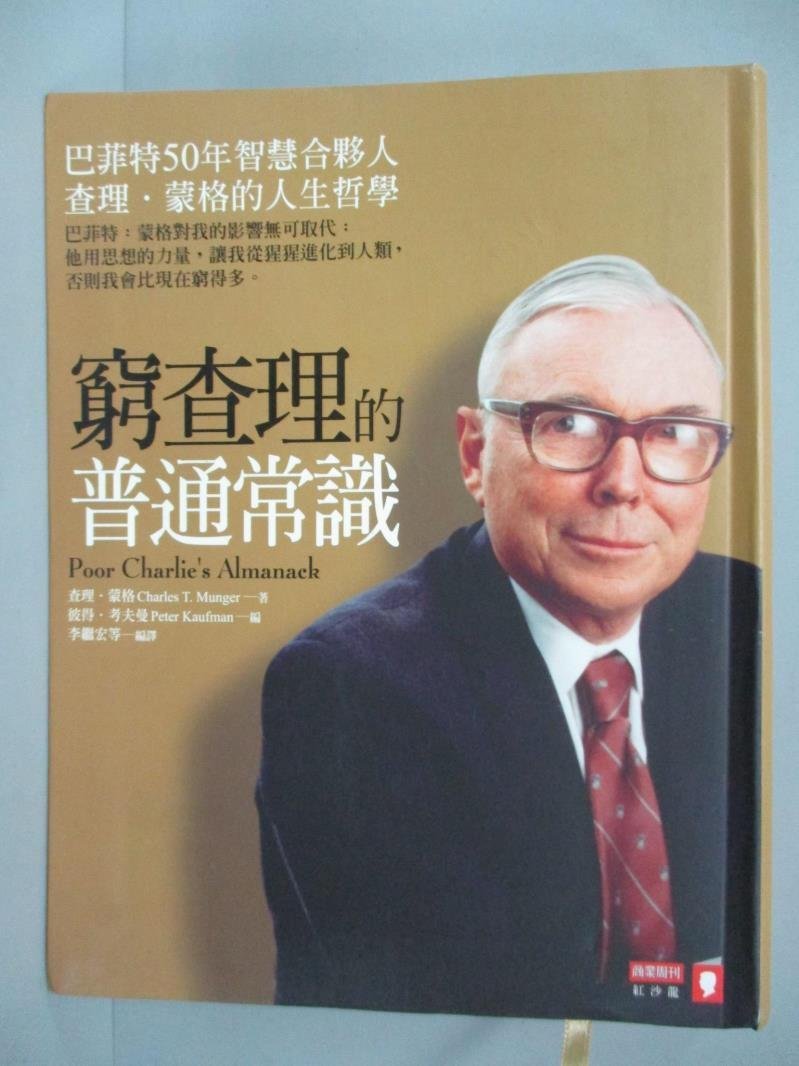 巴菲特50年智慧合夥人
查理・蒙格的人生哲學
巴菲特：蒙格對我的影響無可取代；
他用思想的力量，讓我從猩猩進化到人類，
否則我會比現在窮得多。
窮查理的
普通常識
Poor Charlie's Almanack
查理・蒙格 Charles T. Munger—著
彼得・考夫曼 Peter Kaufman—編
李繼宏等—編譯
商業周刊
紅沙龍